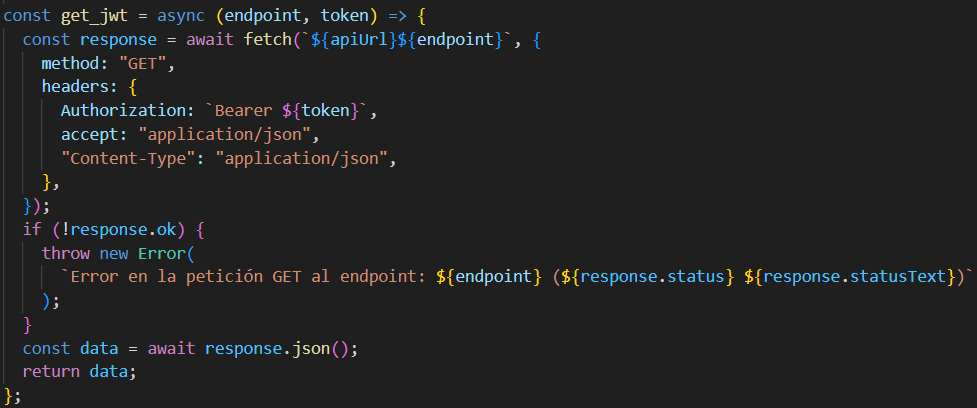 const get_jwt = async (endpoint, token) => {
  const response = await fetch(`${apiUrl}${endpoint}`, {
    method: "GET",
    headers: {
      Authorization: `Bearer ${token}`,
      accept: "application/json",
      "Content-Type": "application/json",
    },
  });
  if (!response.ok) {
    throw new Error(
      `Error en la petición GET al endpoint: ${endpoint} (${response.status} ${response.statusText})`
    );
  }
  const data = await response.json();
  return data;
};